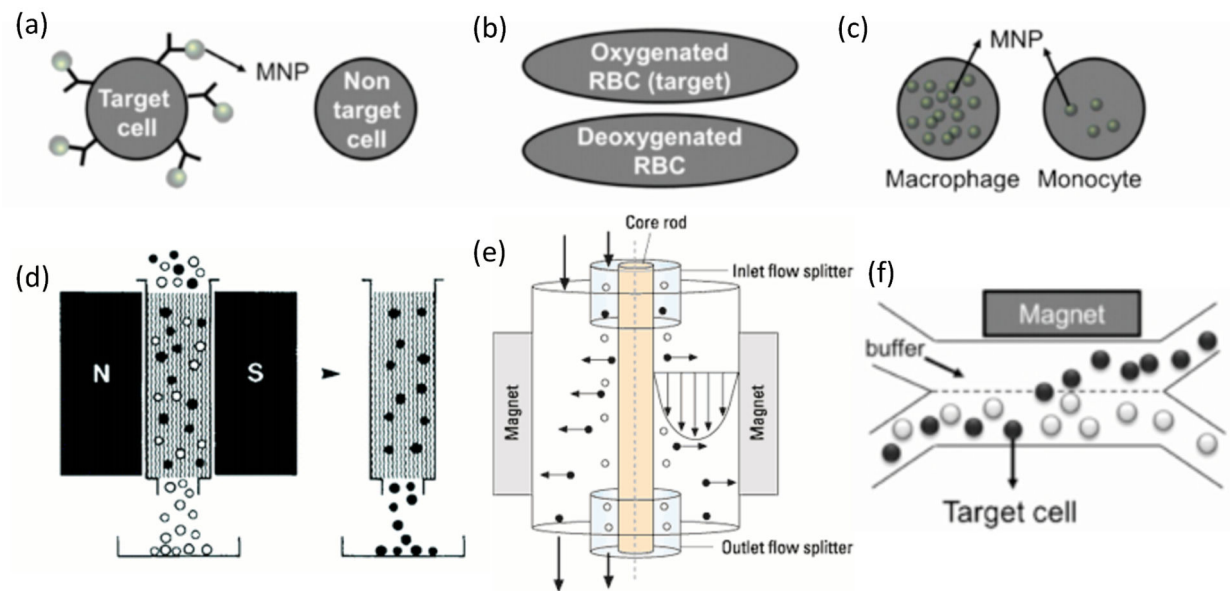 (a)
MNP
Target
cell
Non
target
cell
(b)
Oxygenated
RBC (target)
Deoxygenated
RBC
(c)
MNP
Macrophage
Monocyte
(d)
N
S
(e)
Core rod
Inlet flow splitter
Magnet
Magnet
Outlet flow splitter
(f)
Magnet
buffer
Target cell